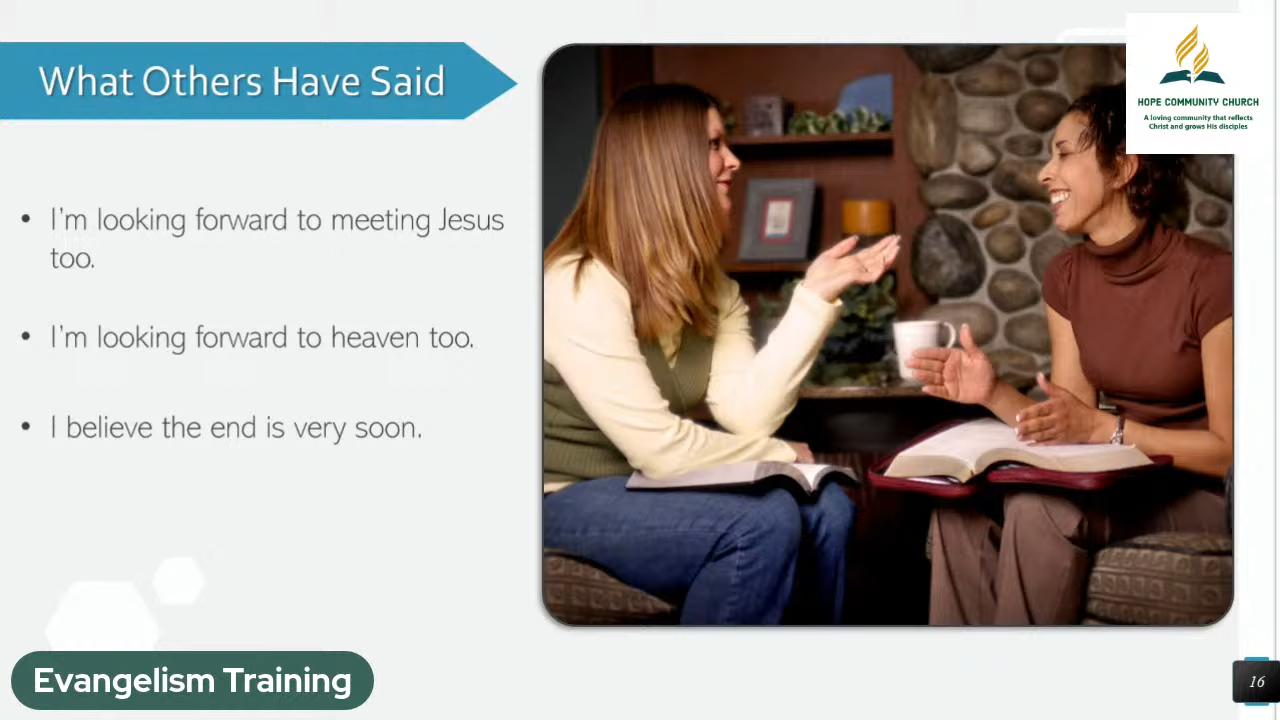 What Others Have Said
HOPE COMMUNITY CHURCH
A loving community that reflects
Christ and grows His disciples
• I'm looking forward to meeting Jesus
too.
• I'm looking forward to heaven too.
• I believe the end is very soon.
Evangelism Training
16